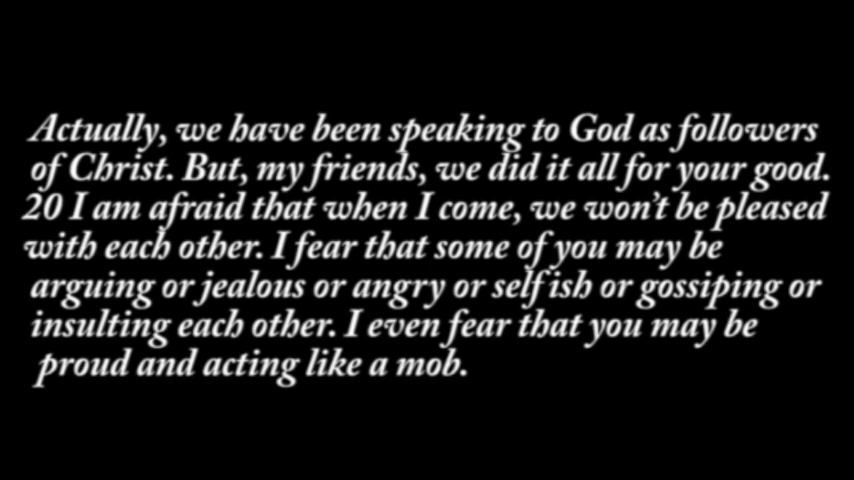 Actually, we have been speaking to God as followers
of Christ. But, my friends, we did it all for your good.
20 I am afraid that when I come, we won't be pleased
with each other. I fear that some of you may be
arguing or jealous or angry or selfish or gossiping or
insulting each other. I even fear that you may be
proud and acting like a mob.